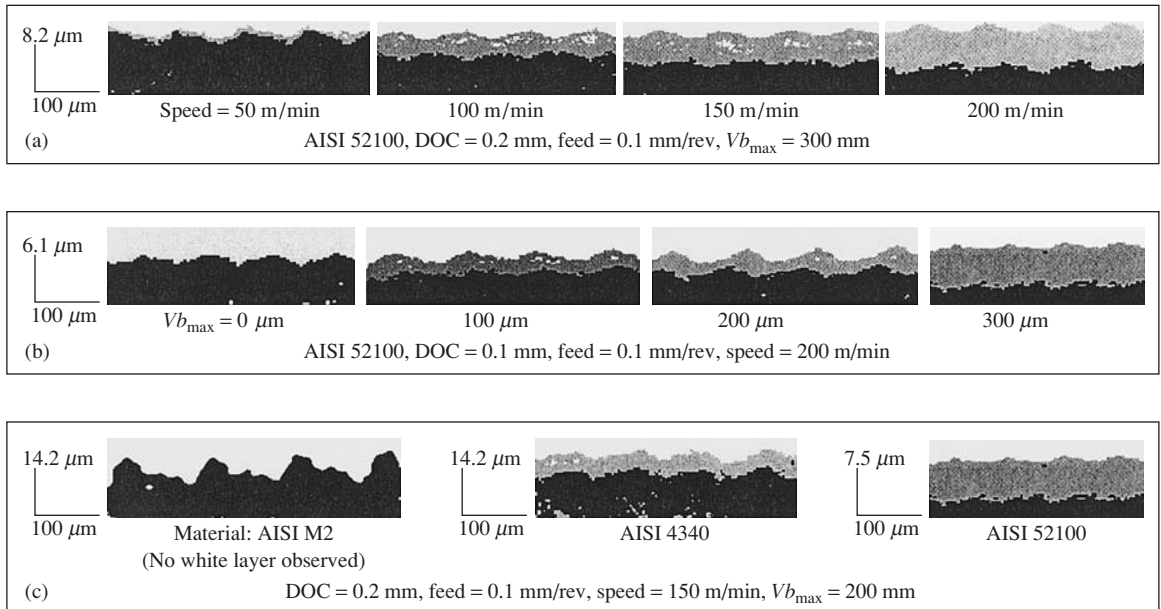 8.2 μm
100 μm
Speed = 50 m/min
100 m/min
150 m/min
200 m/min
(a)
AISI 52100, DOC = 0.2 mm, feed = 0.1 mm/rev, Vb_max = 300 mm
6.1 μm
100 μm
Vb_max = 0 μm
100 μm
200 μm
300 μm
(b)
AISI 52100, DOC = 0.1 mm, feed = 0.1 mm/rev, speed = 200 m/min
14.2 μm
100 μm
Material: AISI M2
(No white layer observed)
14.2 μm
100 μm
AISI 4340
7.5 μm
100 μm
AISI 52100
(c)
DOC = 0.2 mm, feed = 0.1 mm/rev, speed = 150 m/min, Vb_max = 200 mm